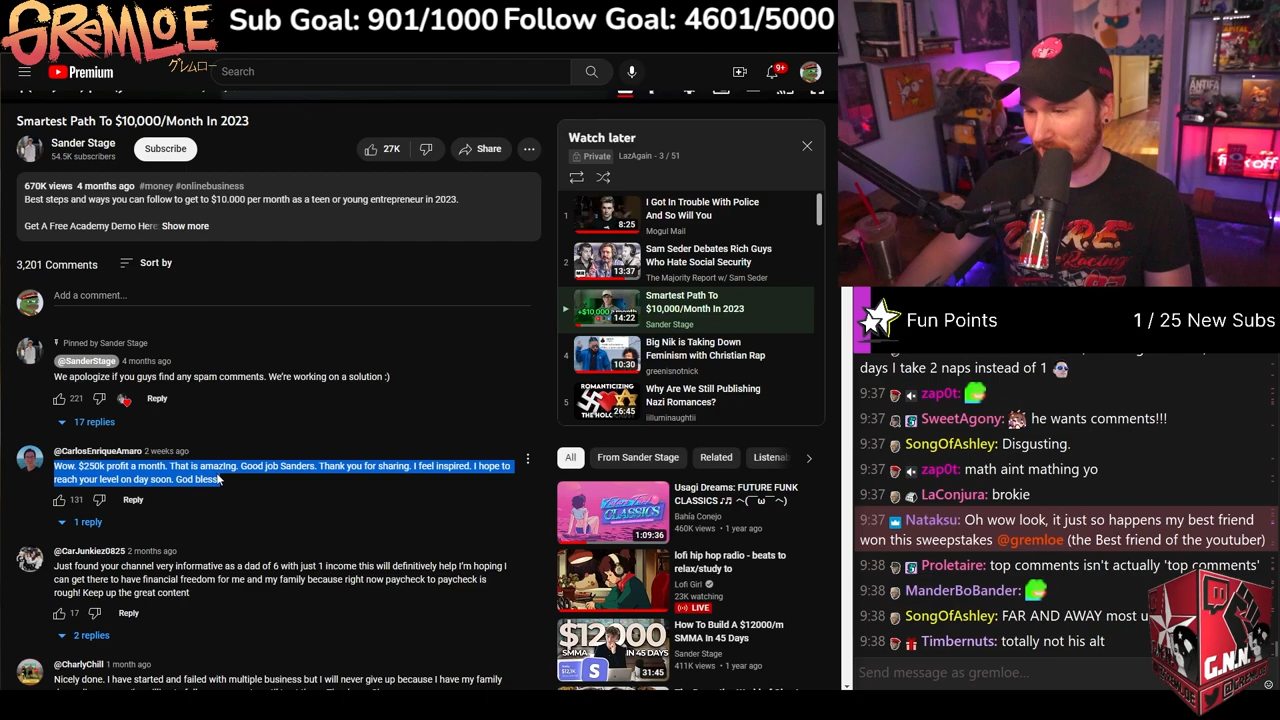 GREMLOE
グレムロー
Sub Goal: 901/1000 Follow Goal: 4601/5000
Premium
Search
9+
Smartest Path To $10,000/Month In 2023
Sander Stage
54.5K subscribers
Subscribe
27K
Share
670K views 4 months ago #money #onlinebusiness
Best steps and ways you can follow to get to $10.000 per month as a teen or young entrepreneur in 2023.
Get A Free Academy Demo Here. Show more
3,201 Comments
Sort by
Add a comment...
Pinned by Sander Stage
@SanderStage 4 months ago
We apologize if you guys find any spam comments. We're working on a solution :)
221
Reply
17 replies
@CarlosEnriqueAmaro 2 weeks ago
Wow. $250k profit a month. That is amazIng. Good job Sanders. Thank you for sharing. I feel inspired. I hope to
reach your level on day soon. God bless
131
Reply
1 reply
@CarJunkiez0825 2 months ago
Just found your channel very informative as a dad of 6 with just 1 income this will definitely help I'm hoping I
can get there to have financial freedom for me and my family because right now paycheck to paycheck is
rough! Keep up the great content
17
Reply
2 replies
@CharlyChill 1 month ago
Nicely done. I have started and failed with multiple business but I will never give up because I have my family
Watch later
Private
LazAgain - 3 / 51
1
8:25
I Got In Trouble With Police
And So Will You
Mogul Mail
2
13:37
Sam Seder Debates Rich Guys
Who Hate Social Security
The Majority Report w/ Sam Seder
+$10,000
14:22
Smartest Path To
$10,000/Month In 2023
Sander Stage
4
10:30
Big Nik is Taking Down
Feminism with Christian Rap
greenisnotnick
5
ROMANTICIZING
THE HOLOCAUST
26:45
Why Are We Still Publishing
Nazi Romances?
iilluminaughtii
All
From Sander Stage
Related
Listenab
CLASSICS
1:09:36
Usagi Dreams: FUTURE FUNK
CLASSICS ♫♬ ～(￣ω￣～)
Bahía Conejo
460K views • 1 year ago
lofi hip hop radio - beats to
relax/study to
Lofi Girl
23K watching
LIVE
$12000
IN 45 DAYS
31:45
How To Build A $12000/m
SMMA In 45 Days
Sander Stage
411K views • 1 year ago
ANTIFA
D.A.R.E.
Racing
Fun Points
1 / 25 New Subs
days I take 2 naps instead of 1
9:37 zap0t:
9:37 SweetAgony: he wants comments!!!
9:37 SongOfAshley: Disgusting.
9:37 zap0t: math aint mathing yo
9:37 LaConjura: brokie
9:37 Nataksu: Oh wow look, it just so happens my best friend
won this sweepstakes @gremloe (the Best friend of the youtuber)
9:38 Proletaire: top comments isn't actually 'top comments'
9:38 ManderBoBander:
9:38 SongOfAshley: FAR AND AWAY most u
9:38 Timbernuts: totally not his alt
Send message as gremloe...
G.N.N.